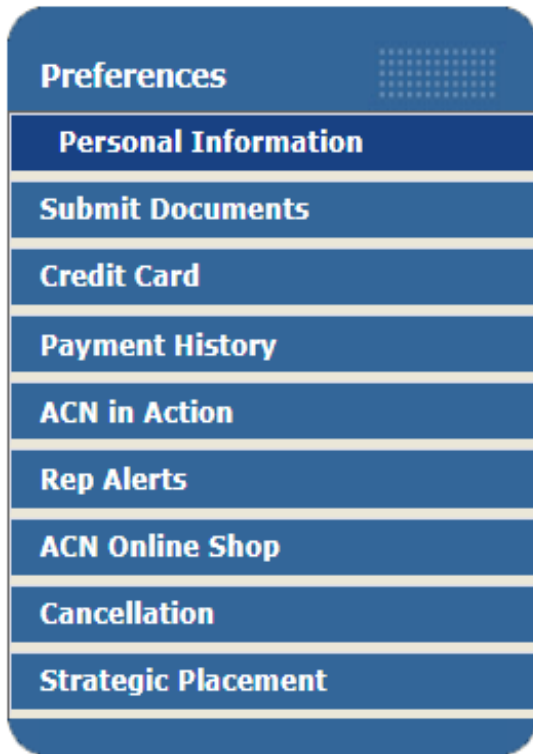 Preferences
Personal Information
Submit Documents
Credit Card
Payment History
ACN in Action
Rep Alerts
ACN Online Shop
Cancellation
Strategic Placement